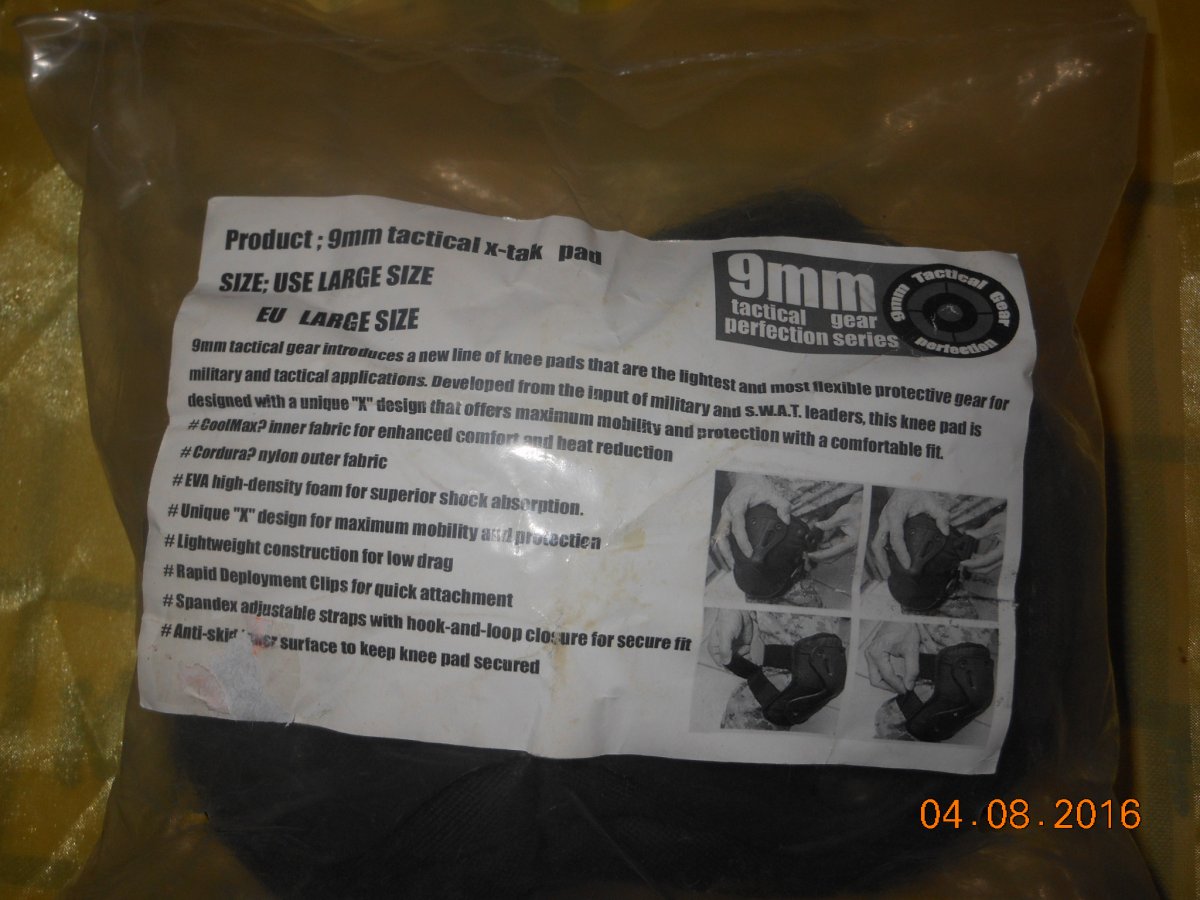 Product ; 9mm tactical x-tak pad
SIZE; USE LARGE SIZE
EU LARGE SIZE
9mm
tactical gear
perfection series
9mm Tactical Gear
perfection
9mm tactical gear introduces a new line of knee pads that are the lightest and most flexible protective gear for
military and tactical applications. Developed from the input of military and s.W.A.T. leaders, this knee pad is
designed with a unique "X" design that offers maximum mobility and protection with a comfortable fit.
# CoolMax? inner fabric for enhanced comfort and heat reduction
# Cordura? nylon outer fabric
# EVA high-density foam for superior shock absorption.
# Unique "X" design for maximum mobility and protection
# Lightweight construction for low drag
# Rapid Deployment Clips for quick attachment
# Spandex adjustable straps with hook-and-loop closure for secure fit
# Anti-skid surface to keep knee pad secured
04.08.2016